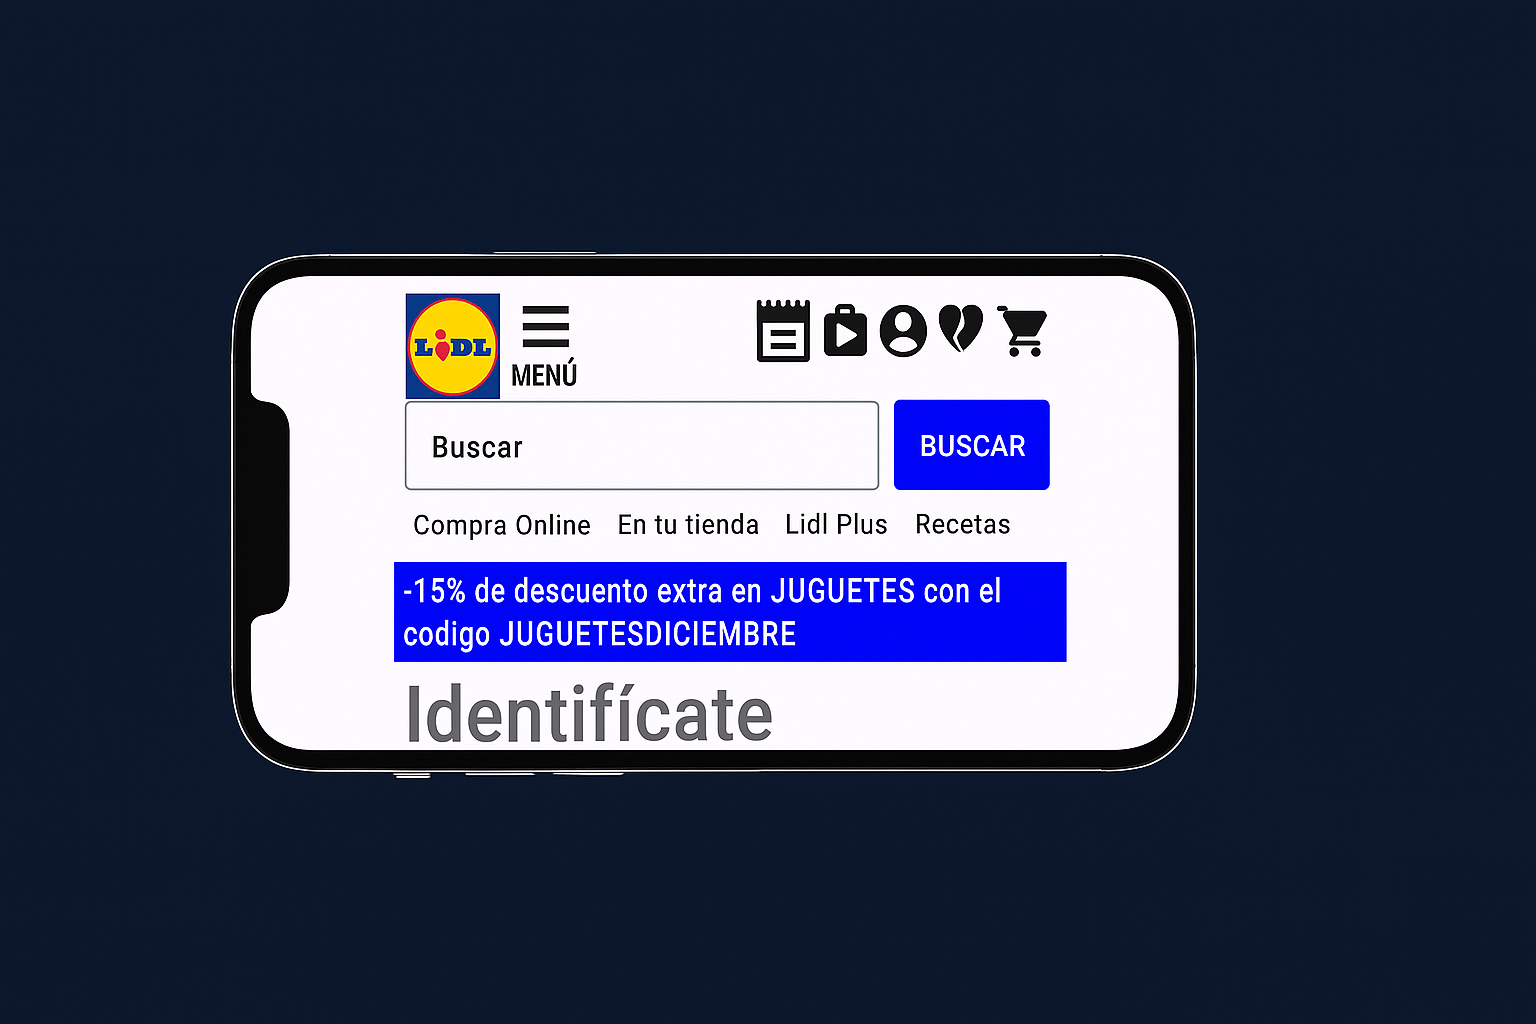 LIDL
MENÚ
Buscar
BUSCAR
Compra Online En tu tienda Lidl Plus Recetas
-15% de descuento extra en JUGUETES con el
codigo JUGUETESDICIEMBRE
Identifícate